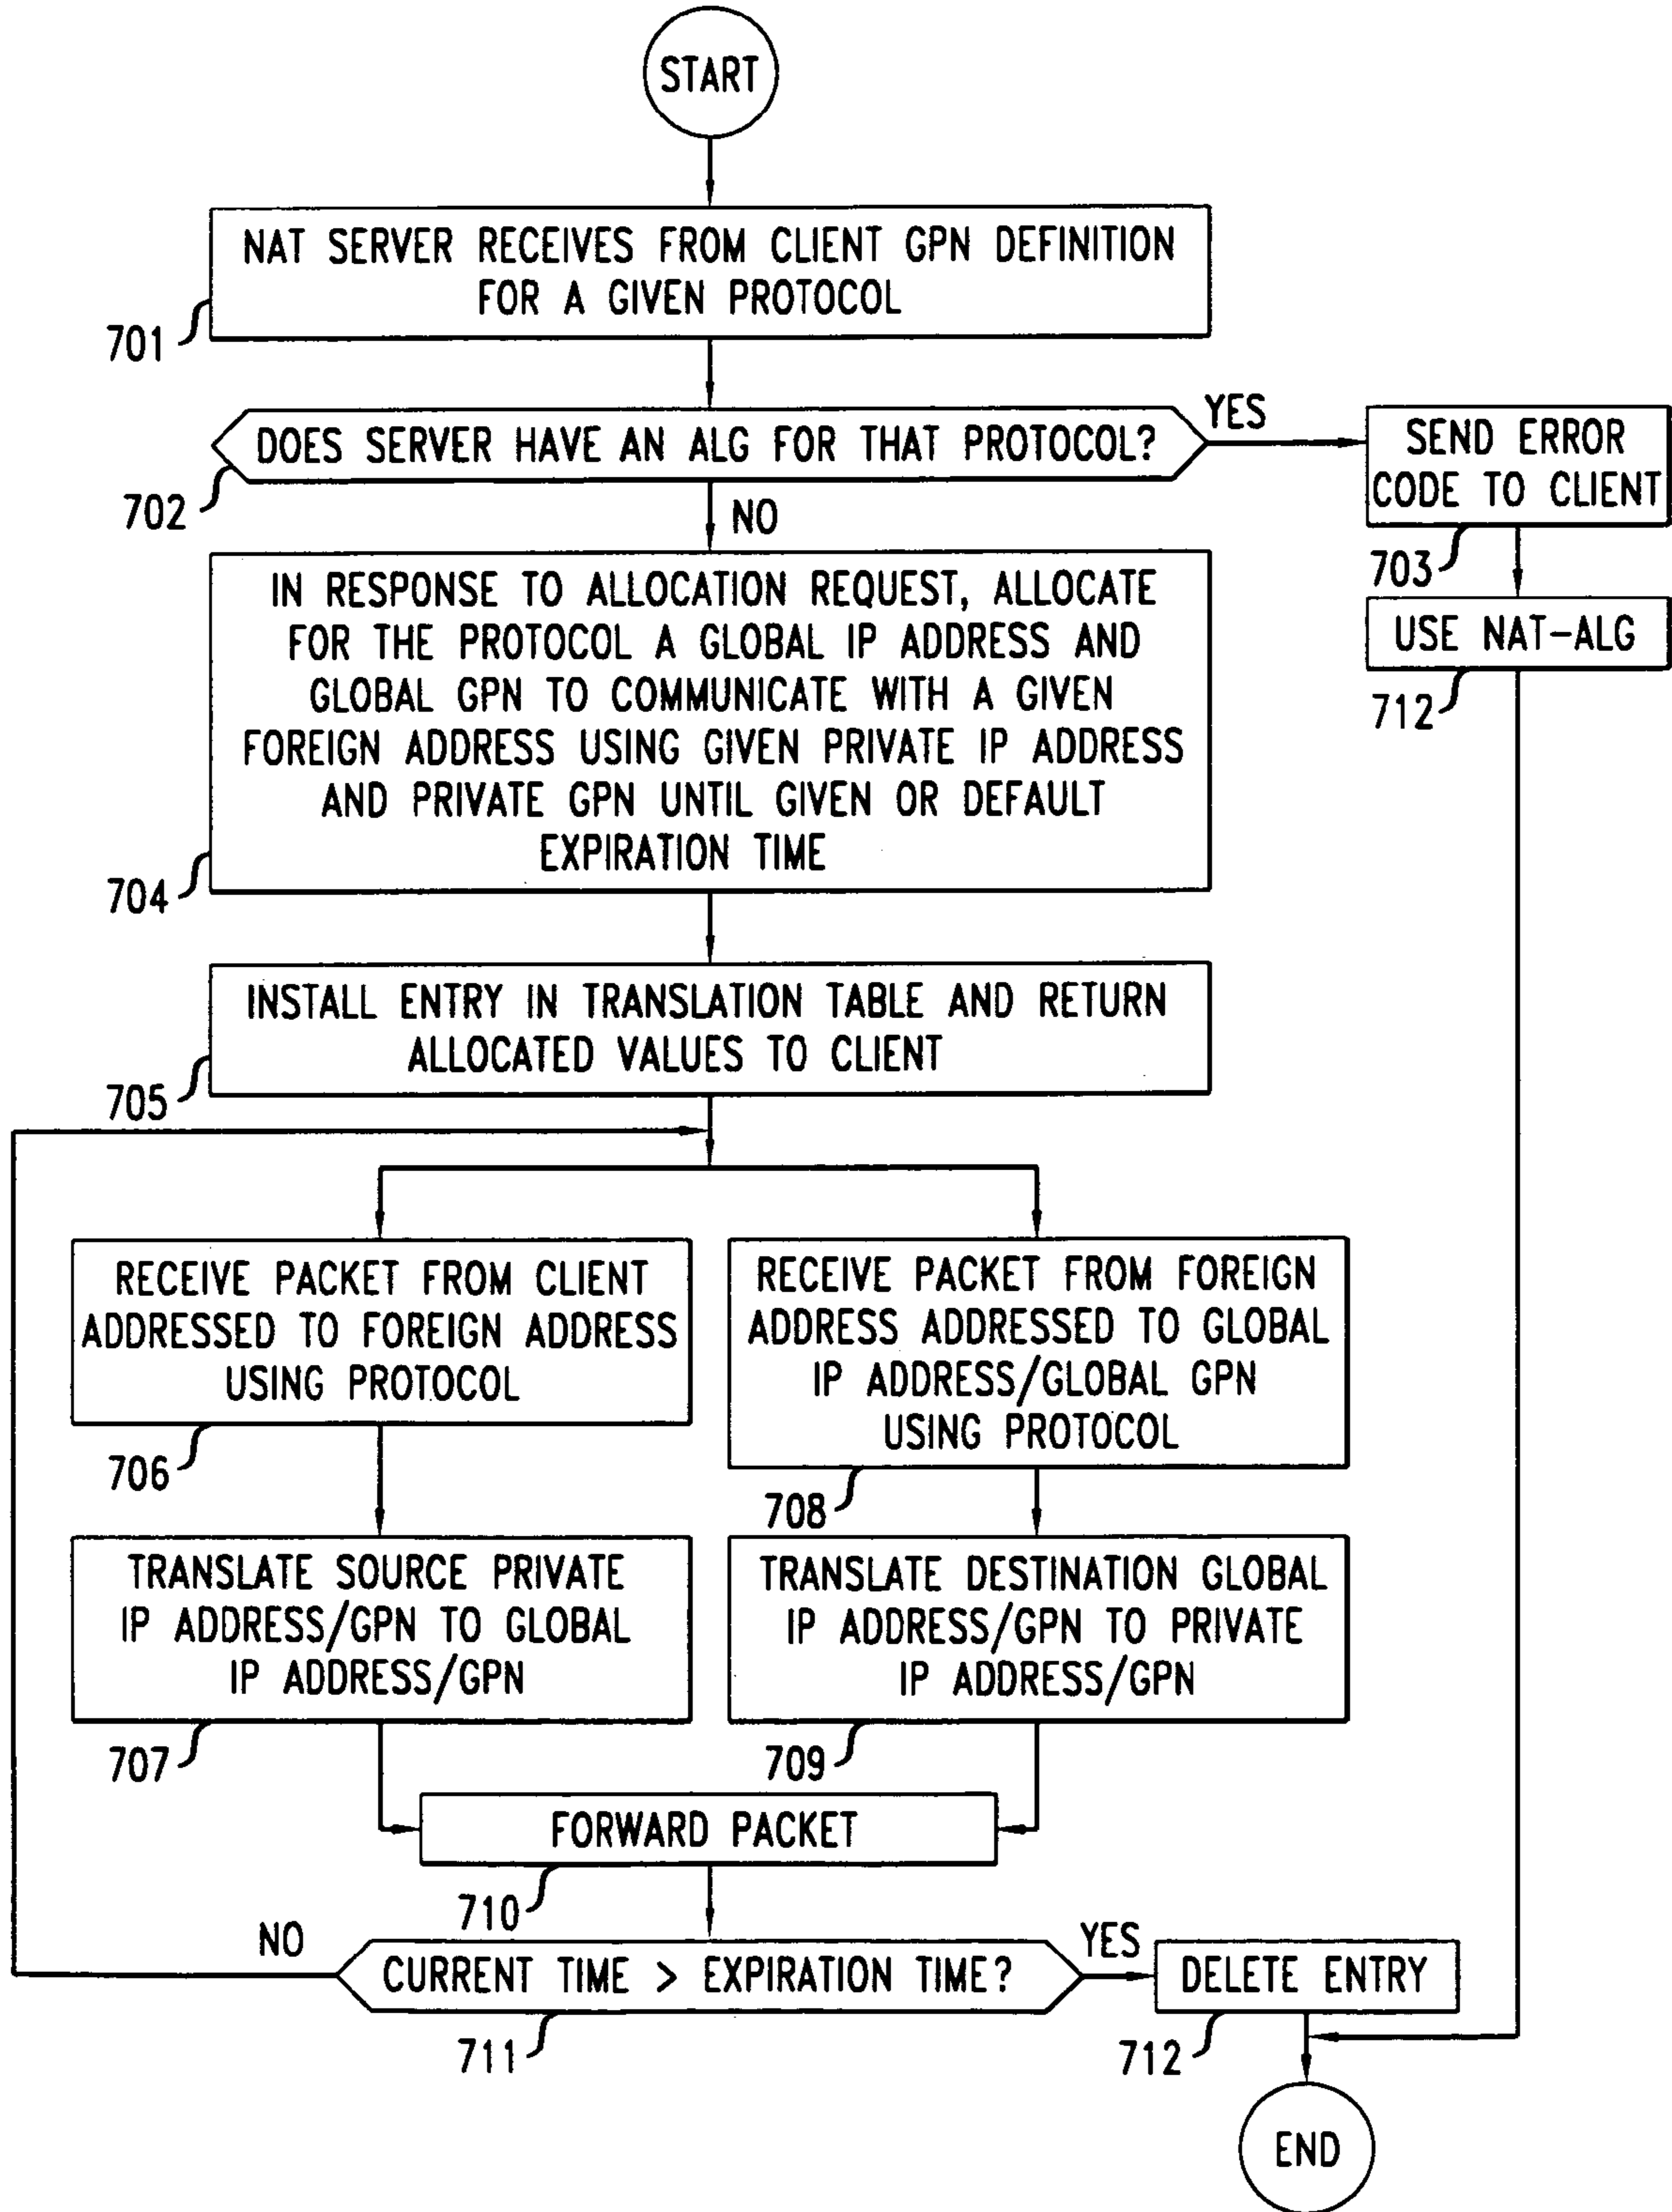 START
NAT SERVER RECEIVES FROM CLIENT GPN DEFINITION
FOR A GIVEN PROTOCOL
701
DOES SERVER HAVE AN ALG FOR THAT PROTOCOL?
YES
702
NO
SEND ERROR
CODE TO CLIENT
703
USE NAT-ALG
712
IN RESPONSE TO ALLOCATION REQUEST, ALLOCATE
FOR THE PROTOCOL A GLOBAL IP ADDRESS AND
GLOBAL GPN TO COMMUNICATE WITH A GIVEN
FOREIGN ADDRESS USING GIVEN PRIVATE IP ADDRESS
AND PRIVATE GPN UNTIL GIVEN OR DEFAULT
EXPIRATION TIME
704
INSTALL ENTRY IN TRANSLATION TABLE AND RETURN
ALLOCATED VALUES TO CLIENT
705
RECEIVE PACKET FROM CLIENT
ADDRESSED TO FOREIGN ADDRESS
USING PROTOCOL
706
RECEIVE PACKET FROM FOREIGN
ADDRESS ADDRESSED TO GLOBAL
IP ADDRESS/GLOBAL GPN
USING PROTOCOL
708
TRANSLATE SOURCE PRIVATE
IP ADDRESS/GPN TO GLOBAL
IP ADDRESS/GPN
707
TRANSLATE DESTINATION GLOBAL
IP ADDRESS/GPN TO PRIVATE
IP ADDRESS/GPN
709
FORWARD PACKET
710
NO
CURRENT TIME > EXPIRATION TIME?
YES
711
DELETE ENTRY
712
END